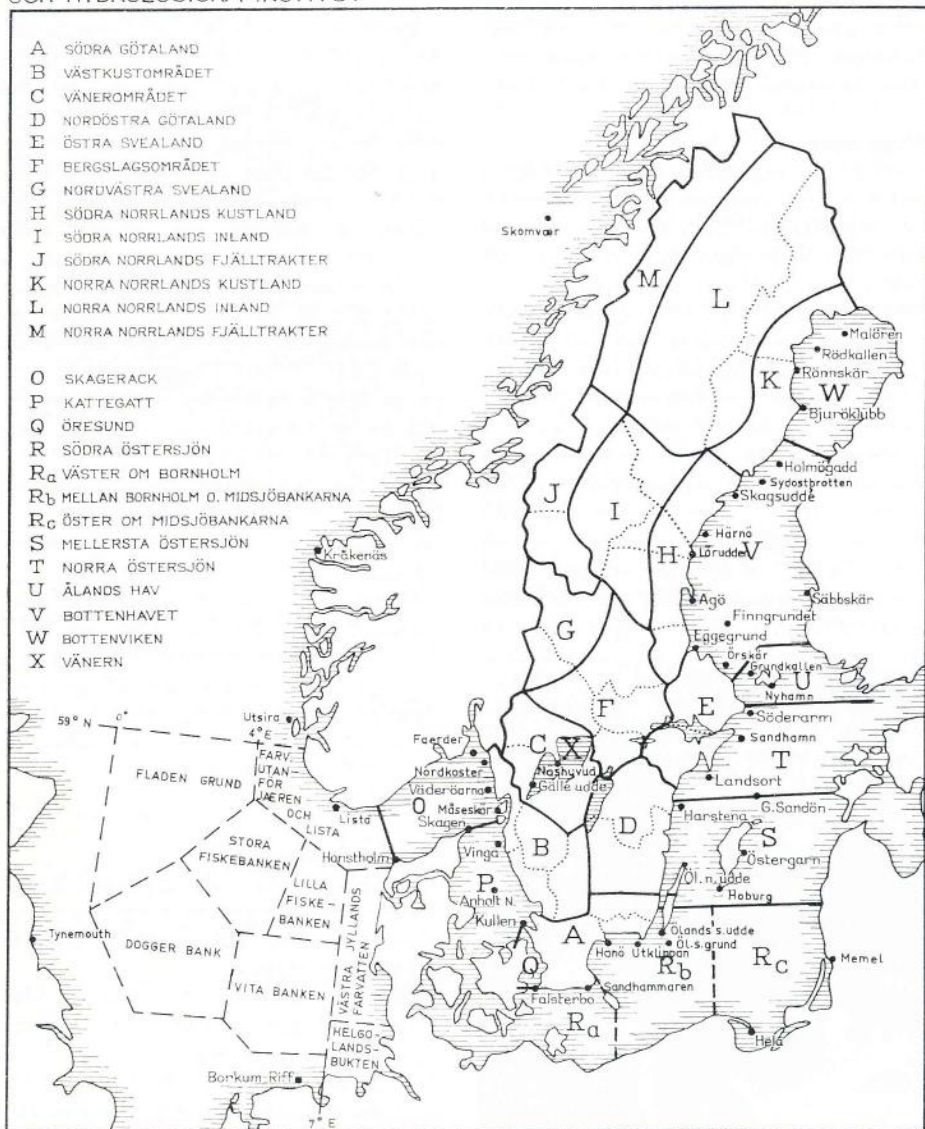 OCH HYDROLOGISKA INSTITUT
A SÖDRA GÖTALAND
B VÄSTKUSTOMRÅDET
C VÄNEROMRÅDET
D NORDÖSTRA GÖTALAND
E ÖSTRA SVEALAND
F BERGSLAGSOMRÅDET
G NORDVÄSTRA SVEALAND
H SÖDRA NORRLANDS KUSTLAND
I SÖDRA NORRLANDS INLAND
J SÖDRA NORRLANDS FJÄLLTRAKTER
K NORRA NORRLANDS KUSTLAND
L NORRA NORRLANDS INLAND
M NORRA NORRLANDS FJÄLLTRAKTER
O SKAGERACK
P KATTEGATT
Q ÖRESUND
R SÖDRA ÖSTERSJÖN
Ra VÄSTER OM BORNHOLM
Rb MELLAN BORNHOLM O. MIDSJÖBANKARNA
Rc ÖSTER OM MIDSJÖBANKARNA
S MELLERSTA ÖSTERSJÖN
T NORRA ÖSTERSJÖN
U ÅLANDS HAV
V BOTTENHAVET
W BOTTENVIKEN
X VÄNERN
Skomvær
M
L
Malören
Rödkallen
K
Rönnskär
W
Bjuröklubb
Holmögadd
Sydostbrotten
Skagsudde
J
I
Härnö
V
Kråkenäs
H
Lörudde
Agö
Säbbskär
Finngrundet
G
Eggegrund
Örskär
Grundkallen
U
Nyhamn
E
F
Söderarm
59° N
0°
Utsira
4° E
Sandhamn
Faerder
C
X
T
FLADEN GRUND
FARV.
UTAN-
FÖR
JÆREN
OCH
LISTA
Nordkoster
Nashuvud
Landsort
Väderöarna
Gälle udde
Lista
O
Måseskär
Harstena
G. Sandön
Skagen
D
S
STORA
FISKEBANKEN
Hanstholm
Vinga
B
Östergarn
LILLA
FISKE-
BANKEN
P
Öl. n. udde
Anholt N.
Hoburg
Kullen
Tynemouth
DOGGER BANK
VÄSTRA JYLLANDS
FARVATTEN
A
Ölands s. udde
Hanö
Utklippan
Öl. s. grund
Rb
Rc
Memel
Q
VITA BANKEN
Falsterbo
Sandhammaren
Ra
HELGO-
LANDS-
BUKTEN
Hela
Borkum-Riff
7° E